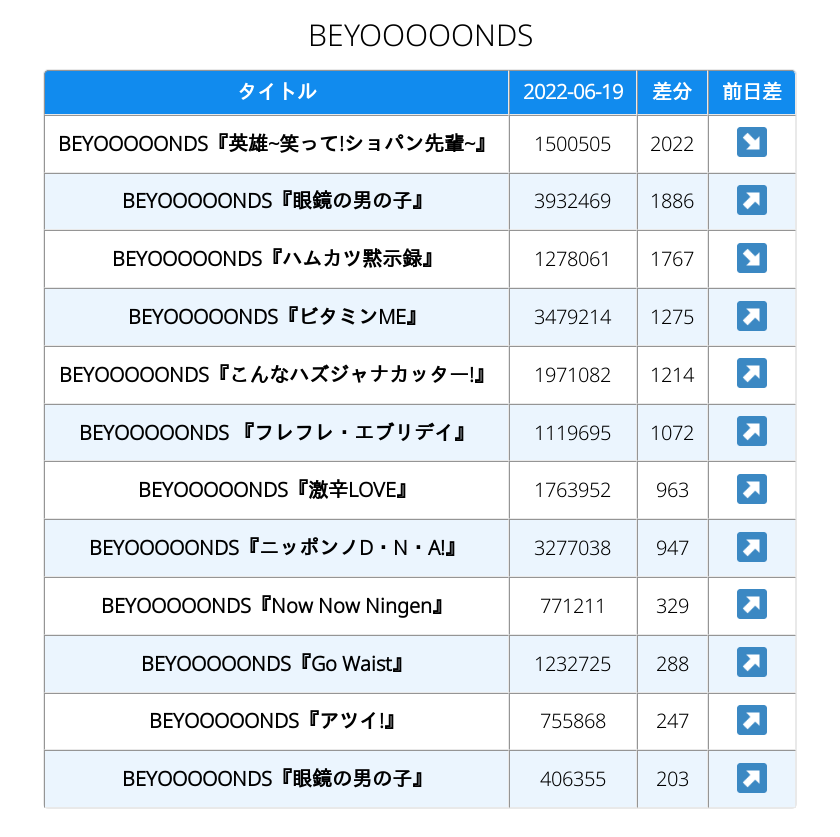 BEYOOOOONDS
タイトル 2022-06-19 差分 前日差
BEYOOOOONDS『英雄~笑って!ショパン先輩~』 1500505 2022 ↘
BEYOOOOONDS『眼鏡の男の子』 3932469 1886 ↗
BEYOOOOONDS『ハムカツ黙示録』 1278061 1767 ↘
BEYOOOOONDS『ビタミンME』 3479214 1275 ↗
BEYOOOOONDS『こんなハズジャナカッター!』 1971082 1214 ↗
BEYOOOOONDS 『フレフレ・エブリデイ』 1119695 1072 ↗
BEYOOOOONDS『激辛LOVE』 1763952 963 ↗
BEYOOOOONDS『ニッポンノD・N・A!』 3277038 947 ↗
BEYOOOOONDS『Now Now Ningen』 771211 329 ↗
BEYOOOOONDS『Go Waist』 1232725 288 ↗
BEYOOOOONDS『アツイ!』 755868 247 ↗
BEYOOOOONDS『眼鏡の男の子』 406355 203 ↗